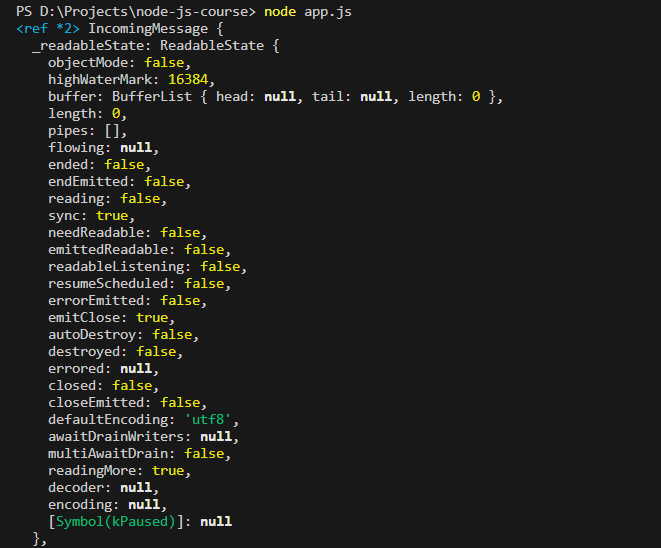 PS D:\Projects\node-js-course> node app.js
<ref *2> IncomingMessage {
  _readableState: ReadableState {
    objectMode: false,
    highWaterMark: 16384,
    buffer: BufferList { head: null, tail: null, length: 0 },
    length: 0,
    pipes: [],
    flowing: null,
    ended: false,
    endEmitted: false,
    reading: false,
    sync: true,
    needReadable: false,
    emittedReadable: false,
    readableListening: false,
    resumeScheduled: false,
    errorEmitted: false,
    emitClose: true,
    autoDestroy: false,
    destroyed: false,
    errored: null,
    closed: false,
    closeEmitted: false,
    defaultEncoding: 'utf8',
    awaitDrainWriters: null,
    multiAwaitDrain: false,
    readingMore: true,
    decoder: null,
    encoding: null,
    [Symbol(kPaused)]: null
  },